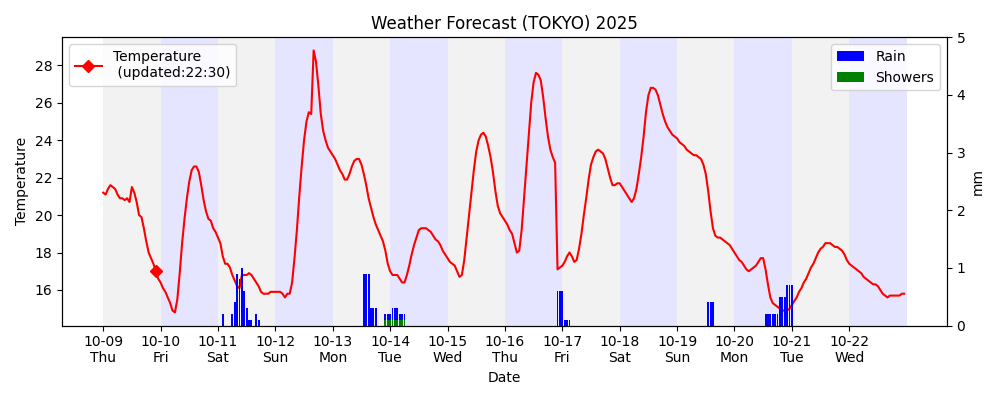 Weather Forecast (TOKYO) 2025
Temperature
(updated:22:30)
Rain
Showers
Temperature
28
26
24
22
20
18
16
5
4
3
2
1
0
mm
10-09 10-10 10-11 10-12 10-13 10-14 10-15 10-16 10-17 10-18 10-19 10-20 10-21 10-22
Thu Fri Sat Sun Mon Tue Wed Thu Fri Sat Sun Mon Tue Wed
Date